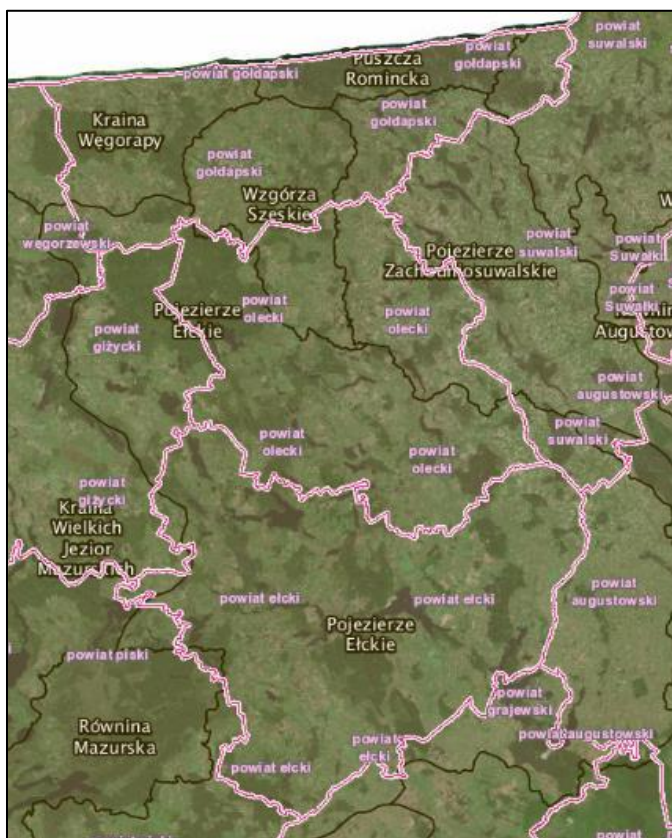 powiat
suwalski
powiat
gołdapski
Puszcza
Romincka
powiat gołdapski
powiat
gołdapski
Kraina
Węgorapy
powiat
gołdapski
Wzgórza
Szeskie
powiat
węgorzewski
powiat
suwalski
powiat
Suwałki
Pojezierze
Zachodniosuwalskie
powiat
Suwałki
powiat
olecki
Pojezierze
Ełckie
powiat
olecki
powiat
giżycki
Augustow
powiat
augustowski
powiat
suwalski
powiat
olecki
powiat
olecki
powiat
giżycki
Kraina
Wielkich
Jezior
Mazurskich
powiat ełcki
powiat ełcki
powiat
augustowski
Pojezierze
Ełckie
powiat piski
powiat
grajewski
Równina
Mazurska
powiat augustowski
powiat
ełcki
powiat ełcki
powiat